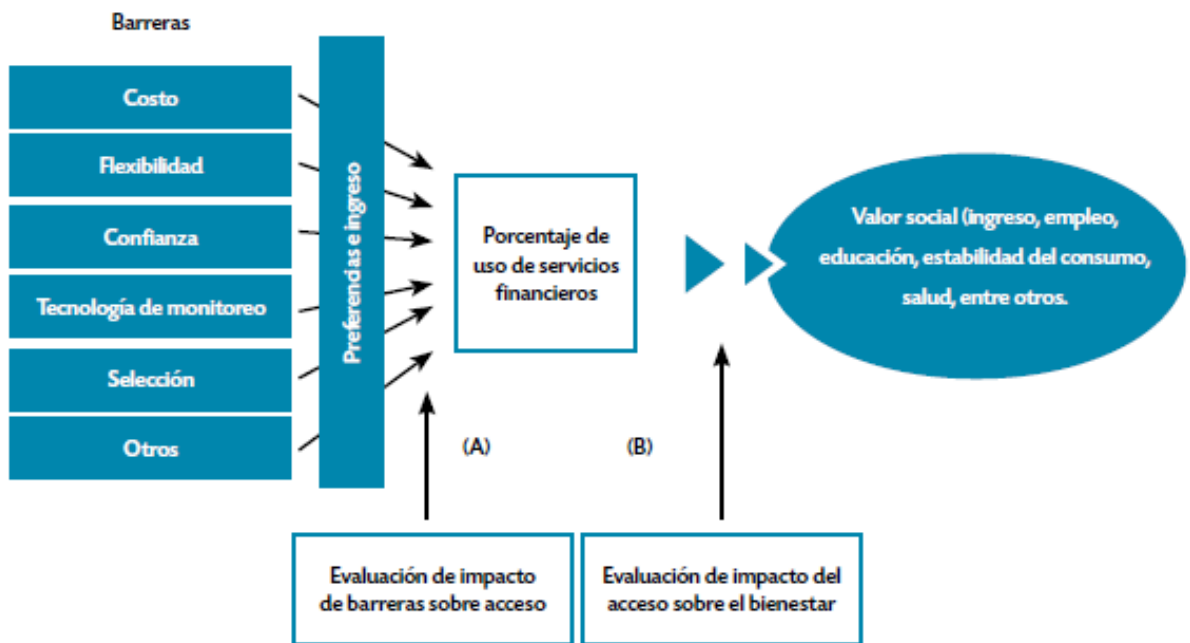 Barreras
Costo
Flexibilidad
Confianza
Tecnología de monitoreo
Selección
Otros
Preferendas e ingreso
Porcentaje de
uso de servicios
financieros
Valor social (ingreso, empleo,
educación, estabilidad del consumo,
salud, entre otros.
(A)
(B)
Evaluación de impacto
de barreras sobre acceso
Evaluación de impacto del
acceso sobre el bienestar